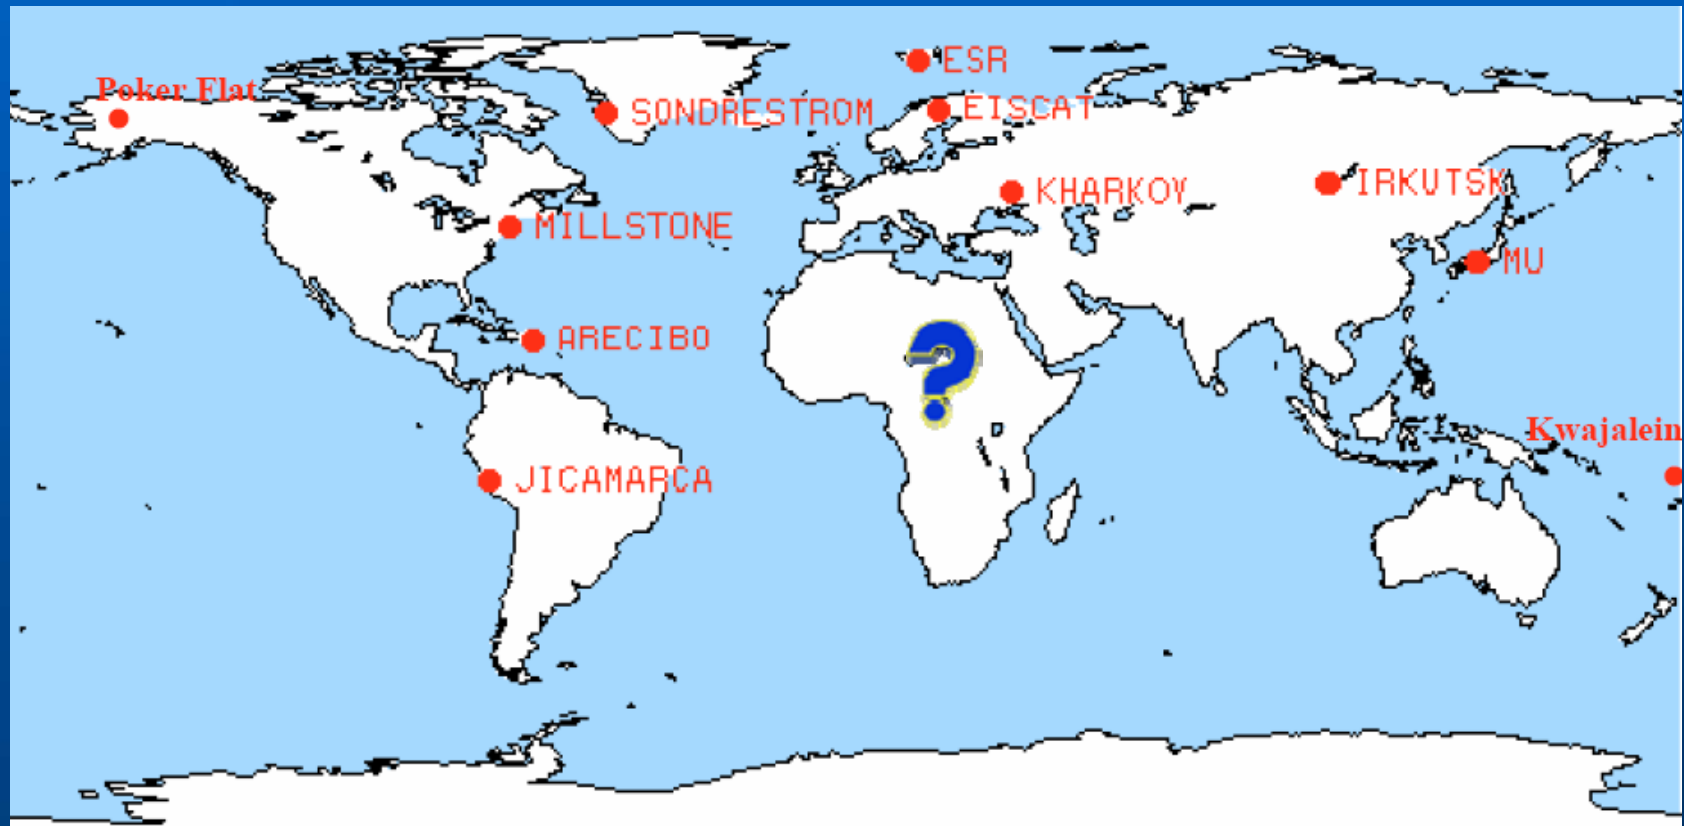 ESR
Poker Flat
SONDRESTROM
EISCAT
KHARKOV
IRKUTSK
MILLSTONE
MU
ARECIBO
?
Kwajalein
JICAMARCA